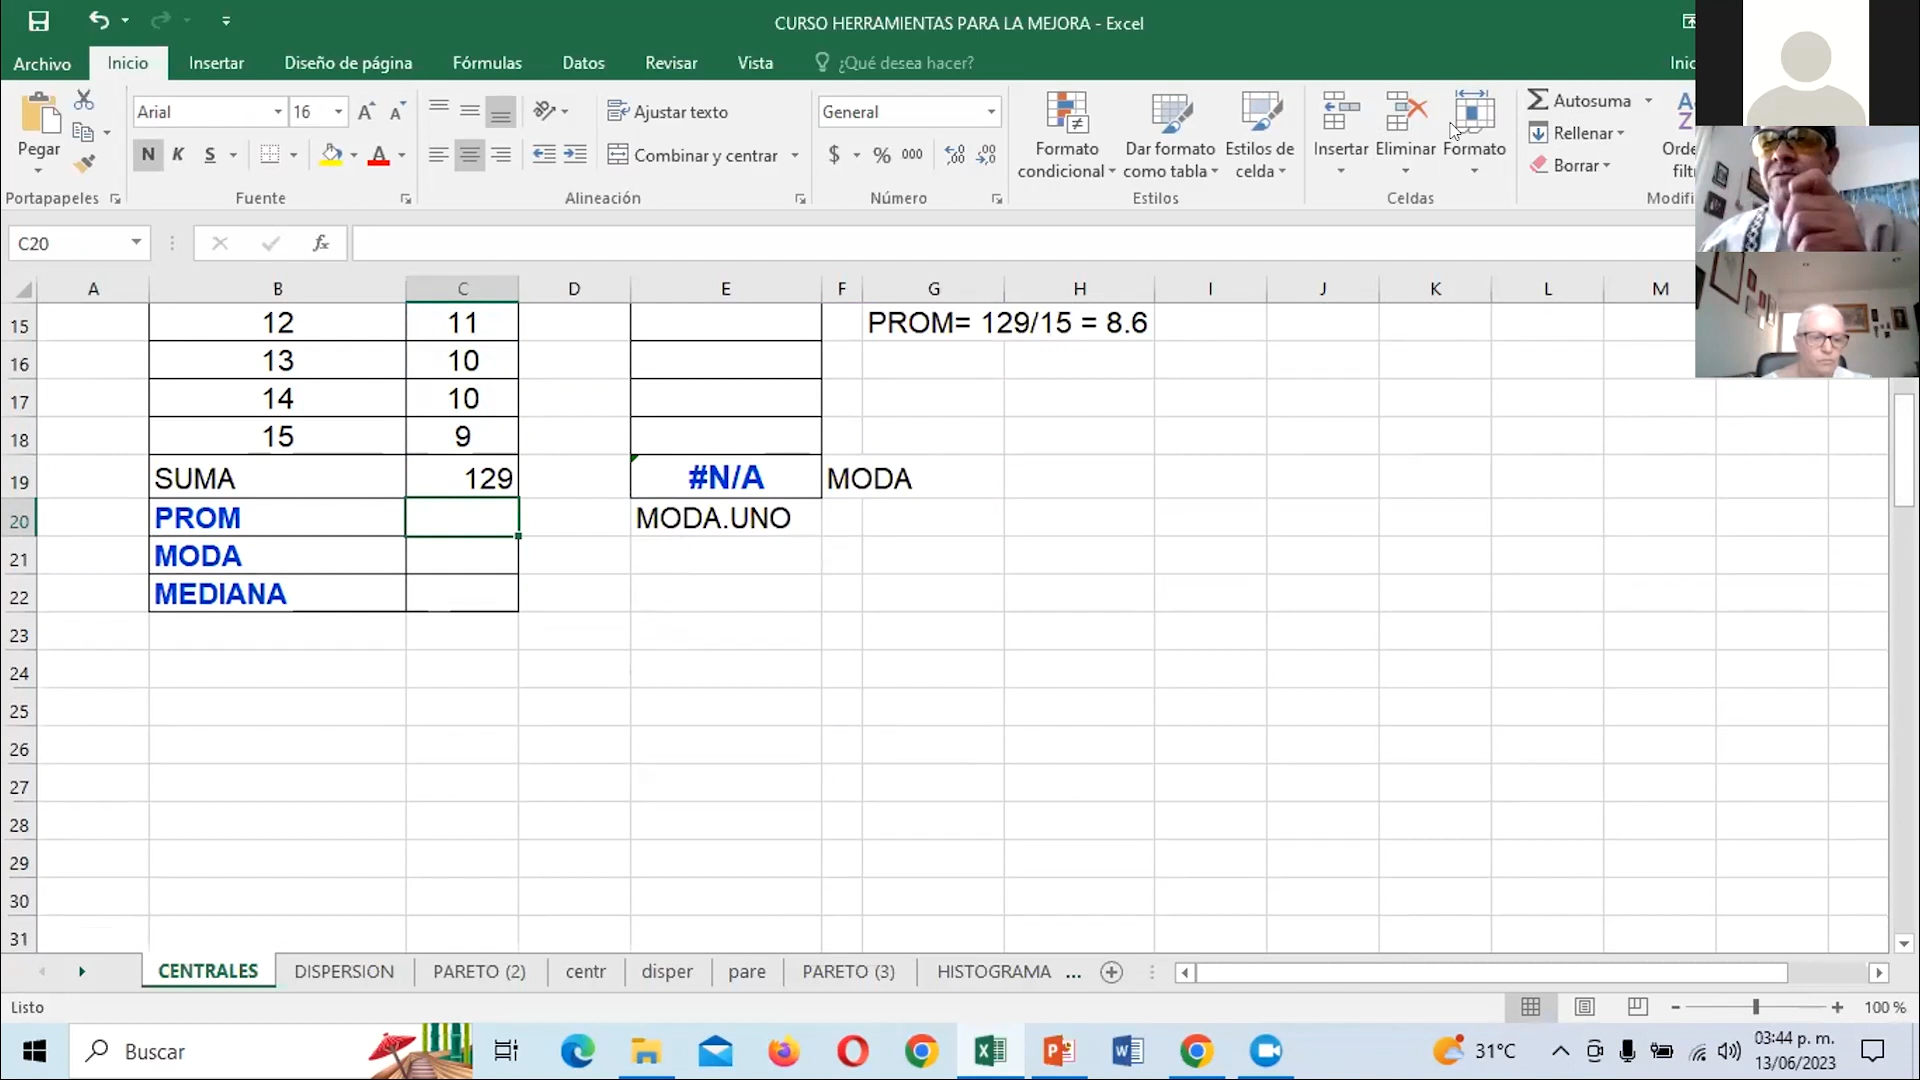 CURSO HERRAMIENTAS PARA LA MEJORA - Excel
Archivo Inicio Insertar Diseño de página Fórmulas Datos Revisar Vista ¿Qué desea hacer?
Pegar
Portapapeles
Arial 16
N K S
Fuente
Ajustar texto
Combinar y centrar
Alineación
General
$ % 000
Número
Formato condicional
Dar formato como tabla
Estilos de celda
Estilos
Insertar Eliminar Formato
Celdas
Autosuma
Rellenar
Borrar
C20 fx
A B C D E F G H I J K L M
15 12 11 PROM= 129/15 = 8.6
16 13 10
17 14 10
18 15 9
19 SUMA 129 #N/A MODA
20 PROM MODA.UNO
21 MODA
22 MEDIANA
23
24
25
26
27
28
29
30
31
CENTRALES DISPERSION PARETO (2) centr disper pare PARETO (3) HISTOGRAMA ...
Listo 100 %
Buscar 31°C 03:44 p. m.
13/06/2023